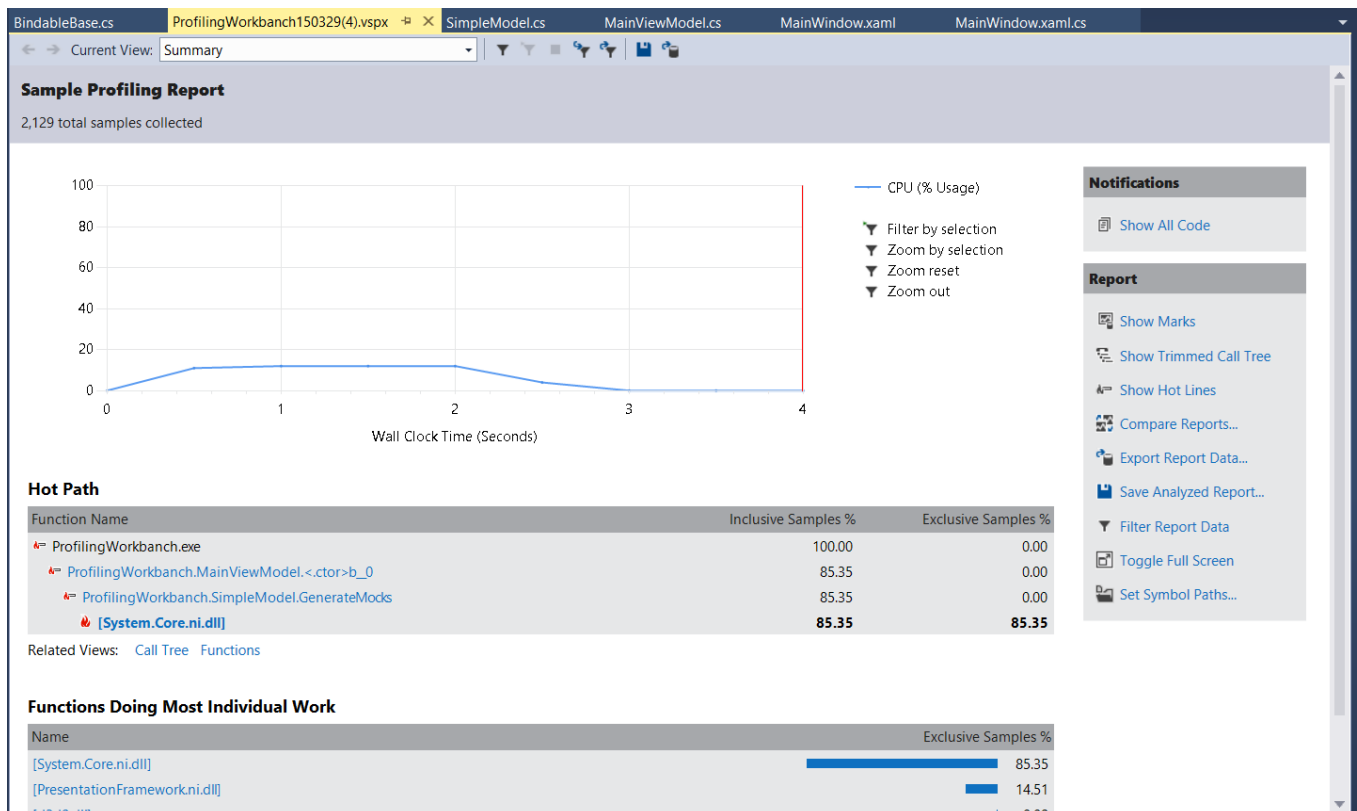 BindableBase.cs ProfilingWorkbanch150329(4).vspx SimpleModel.cs MainViewModel.cs MainWindow.xaml MainWindow.xaml.cs
Current View: Summary
Sample Profiling Report
2,129 total samples collected
100
80
60
40
20
0
0 1 2 3 4
Wall Clock Time (Seconds)
CPU (% Usage)
Filter by selection
Zoom by selection
Zoom reset
Zoom out
Notifications
Show All Code
Report
Show Marks
Show Trimmed Call Tree
Show Hot Lines
Compare Reports...
Export Report Data...
Save Analyzed Report...
Filter Report Data
Toggle Full Screen
Set Symbol Paths...
Hot Path
Function Name Inclusive Samples % Exclusive Samples %
ProfilingWorkbanch.exe 100.00 0.00
ProfilingWorkbanch.MainViewModel.<.ctor>b_0 85.35 0.00
ProfilingWorkbanch.SimpleModel.GenerateMocks 85.35 0.00
[System.Core.ni.dll] 85.35 85.35
Related Views: Call Tree Functions
Functions Doing Most Individual Work
Name Exclusive Samples %
[System.Core.ni.dll] 85.35
[PresentationFramework.ni.dll] 14.51